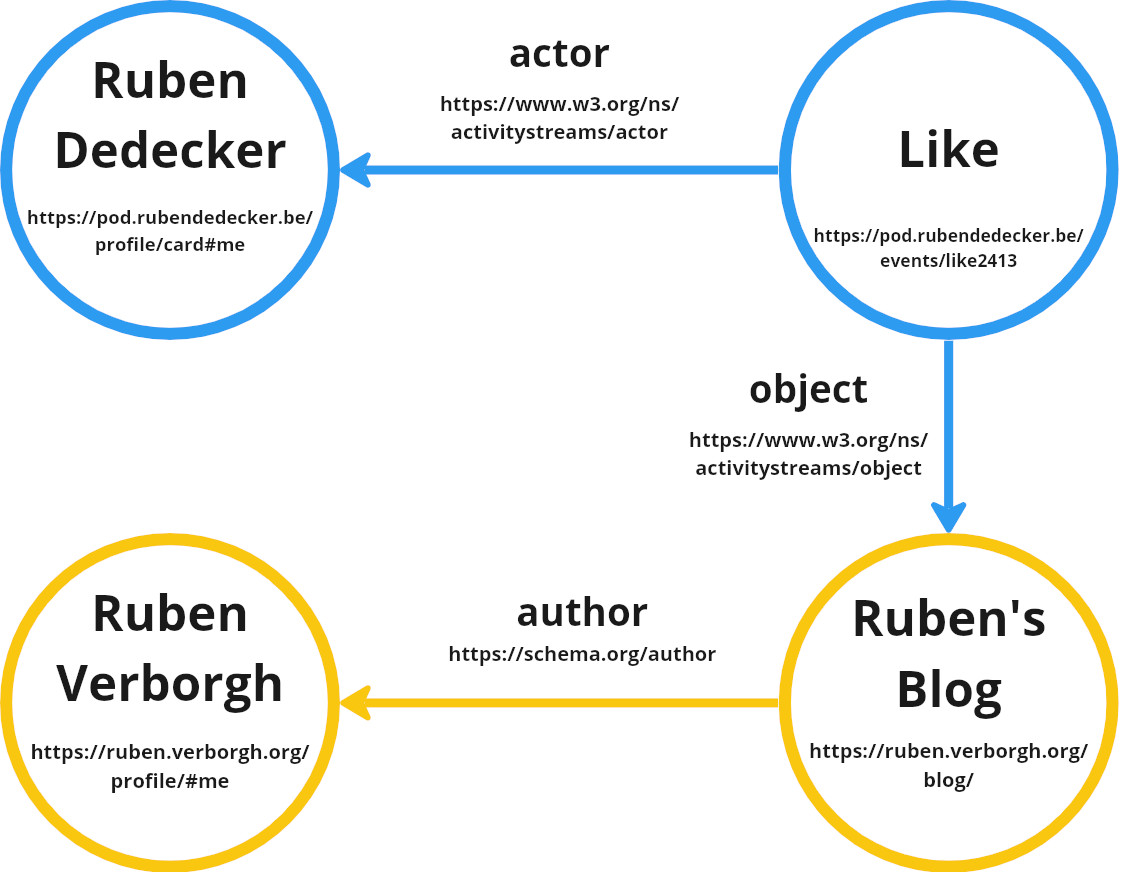 Ruben
Dedecker
https://pod.rubendedecker.be/
profile/card#me
actor
https://www.w3.org/ns/
activitystreams/actor
Like
https://pod.rubendedecker.be/
events/like2413
object
https://www.w3.org/ns/
activitystreams/object
Ruben
Verborgh
https://ruben.verborgh.org/
profile/#me
author
https://schema.org/author
Ruben's
Blog
https://ruben.verborgh.org/
blog/